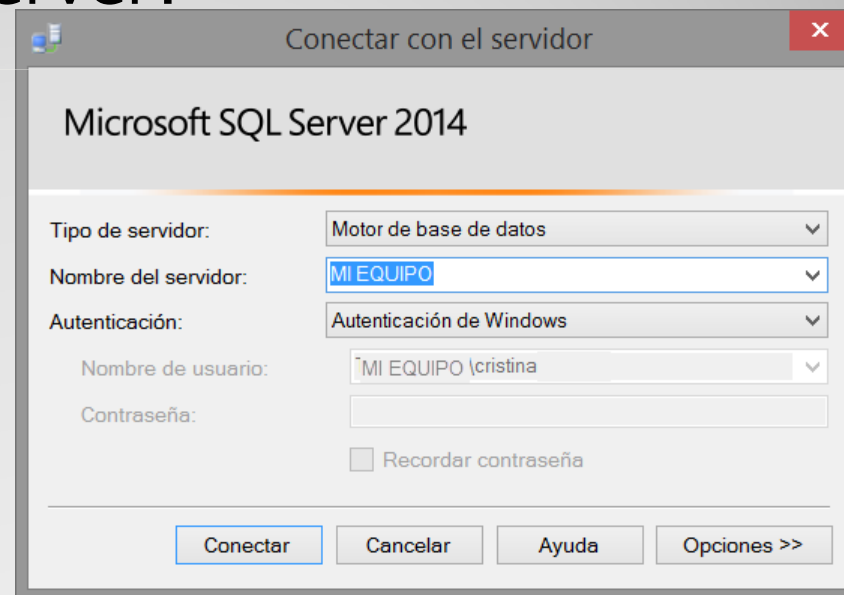 Conectar con el servidor
Microsoft SQL Server 2014
Tipo de servidor: Motor de base de datos
Nombre del servidor: MI EQUIPO
Autenticación: Autenticación de Windows
Nombre de usuario: MI EQUIPO \cristina
Contraseña:
Recordar contraseña
Conectar Cancelar Ayuda Opciones >>